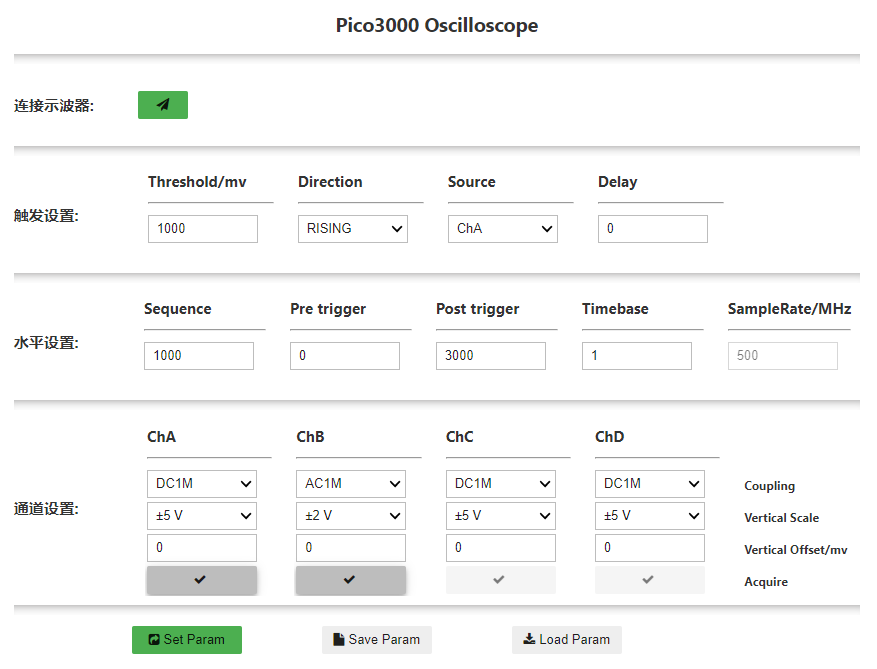 Pico3000 Oscilloscope
连接示波器:
Threshold/mv Direction Source Delay
触发设置:
1000 RISING ChA 0
Sequence Pre trigger Post trigger Timebase SampleRate/MHz
水平设置:
1000 0 3000 1 500
ChA ChB ChC ChD
DC1M AC1M DC1M DC1M Coupling
通道设置:
±5 V ±2 V ±5 V ±5 V Vertical Scale
0 0 0 0 Vertical Offset/mv
Acquire
Set Param Save Param Load Param